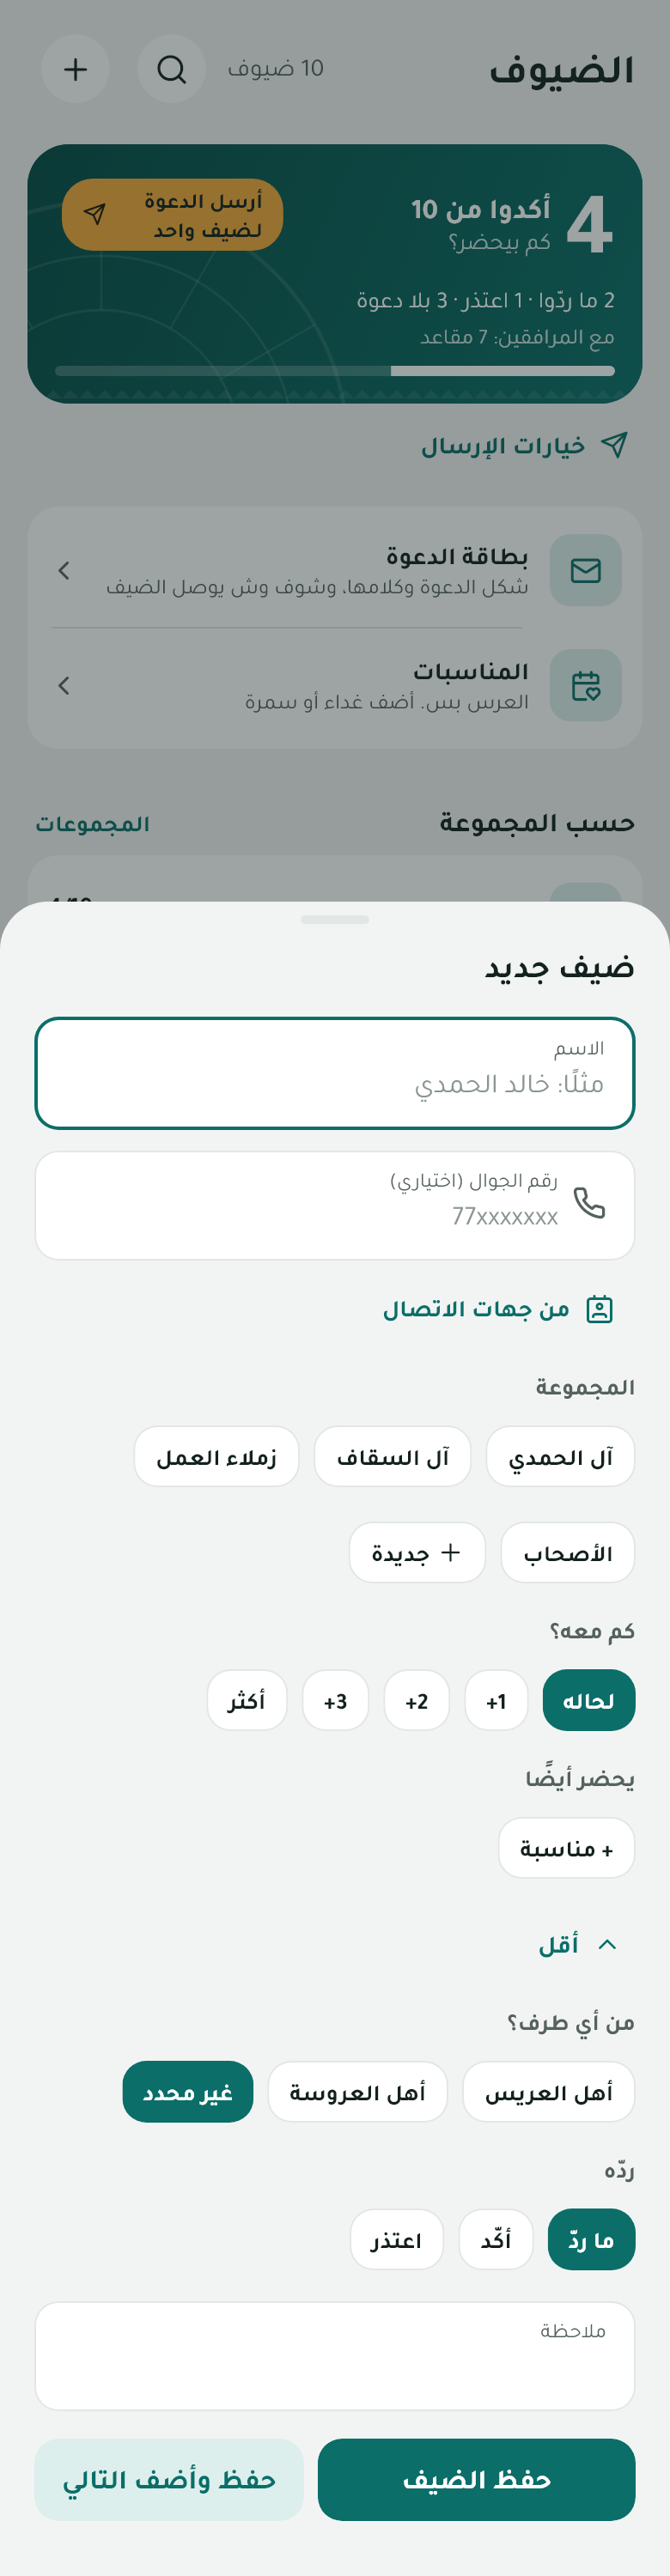 الضيوف
10 ضيوف
4
أكدوا من 10
كم بيحضر؟
أرسل الدعوة
لضيف واحد
2 ما ردّوا · 1 اعتذر · 3 بلا دعوة
مع المرافقين: 7 مقاعد
خيارات الإرسال
بطاقة الدعوة
شكل الدعوة وكلامها، وشوف وش يوصل الضيف
المناسبات
العرس بس. أضف غداء أو سمرة
حسب المجموعة
المجموعات
ضيف جديد
الاسم
مثلًا: خالد الحمدي
رقم الجوال (اختياري)
77xxxxxxx
من جهات الاتصال
المجموعة
آل الحمدي
آل السقاف
زملاء العمل
الأصحاب
+ جديدة
كم معه؟
لحاله
+1
+2
+3
أكثر
يحضر أيضًا
+ مناسبة
أقل
من أي طرف؟
أهل العريس
أهل العروسة
غير محدد
ردّه
ما ردّ
أكّد
اعتذر
ملاحظة
حفظ الضيف
حفظ وأضف التالي